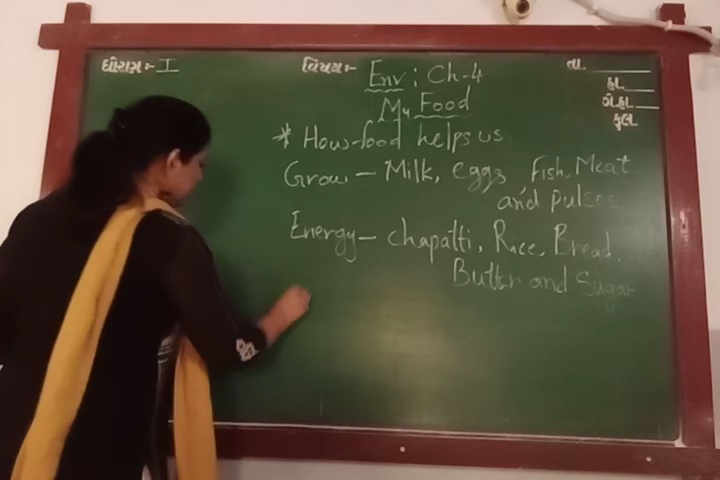 ધોરણ:- I વિષય:- Env : Ch-4 તા.
હા.
ગે.હા.
કુલ
My Food
* How food helps us
Grow - Milk, eggs Fish, Meat
and pulses
Energy - chapatti, Rice, Bread,
Butter and Sugar